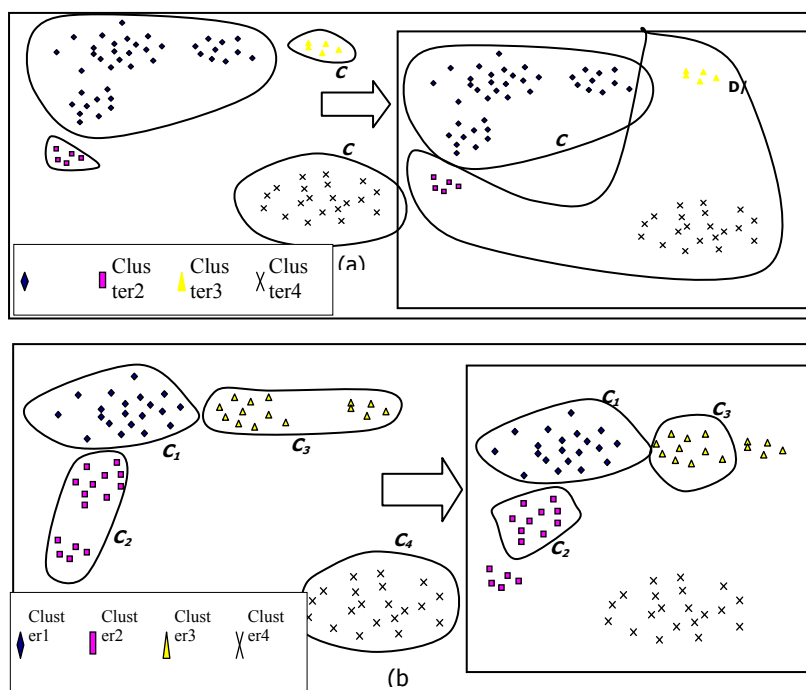 C
C
C
D/
Clus
ter2
Clus
ter3
Clus
ter4
(a)
C₁
C₃
C₂
C₄
C₁
C₃
C₂
Clust
er1
Clust
er2
Clust
er3
Clust
er4
(b